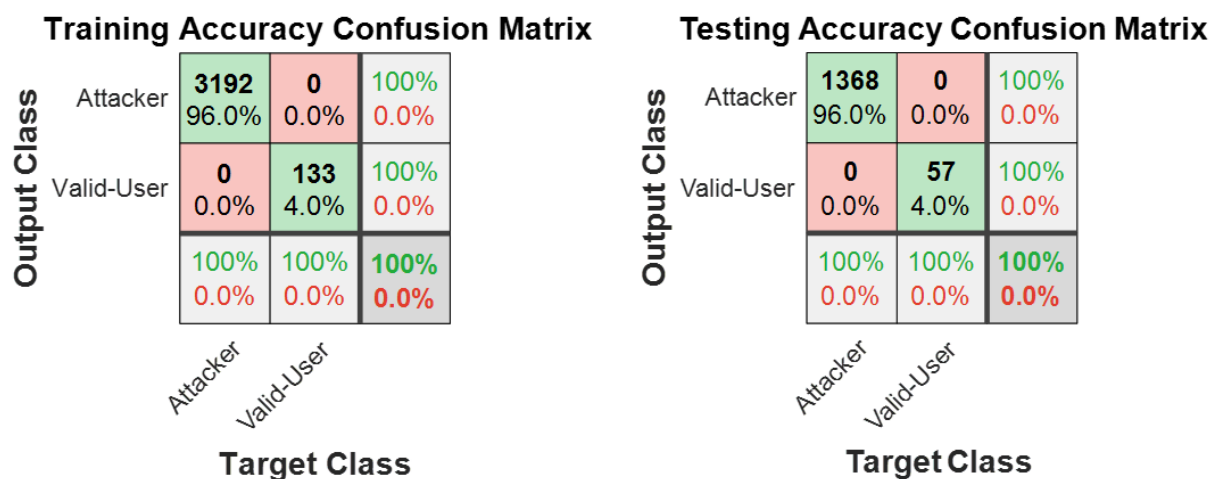 Training Accuracy Confusion Matrix
Output Class
Attacker
3192
96.0%
0
0.0%
100%
0.0%
Valid-User
0
0.0%
133
4.0%
100%
0.0%
100%
0.0%
100%
0.0%
100%
0.0%
Attacker
Valid-User
Target Class
Testing Accuracy Confusion Matrix
Output Class
Attacker
1368
96.0%
0
0.0%
100%
0.0%
Valid-User
0
0.0%
57
4.0%
100%
0.0%
100%
0.0%
100%
0.0%
100%
0.0%
Attacker
Valid-User
Target Class